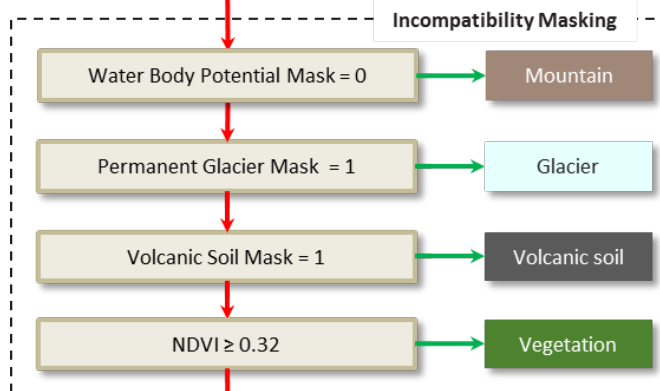 Incompatibility Masking
Water Body Potential Mask = 0
Mountain
Permanent Glacier Mask = 1
Glacier
Volcanic Soil Mask = 1
Volcanic soil
NDVI ≥ 0.32
Vegetation